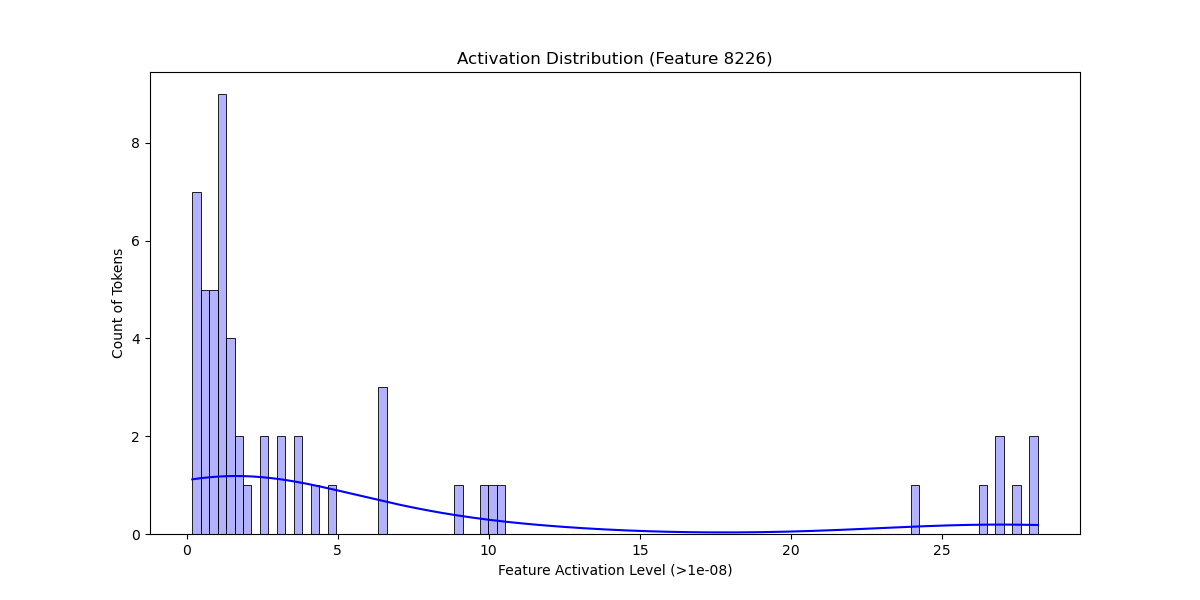 Activation Distribution (Feature 8226)
Count of Tokens
8
6
4
2
0
0 5 10 15 20 25
Feature Activation Level (>1e-08)